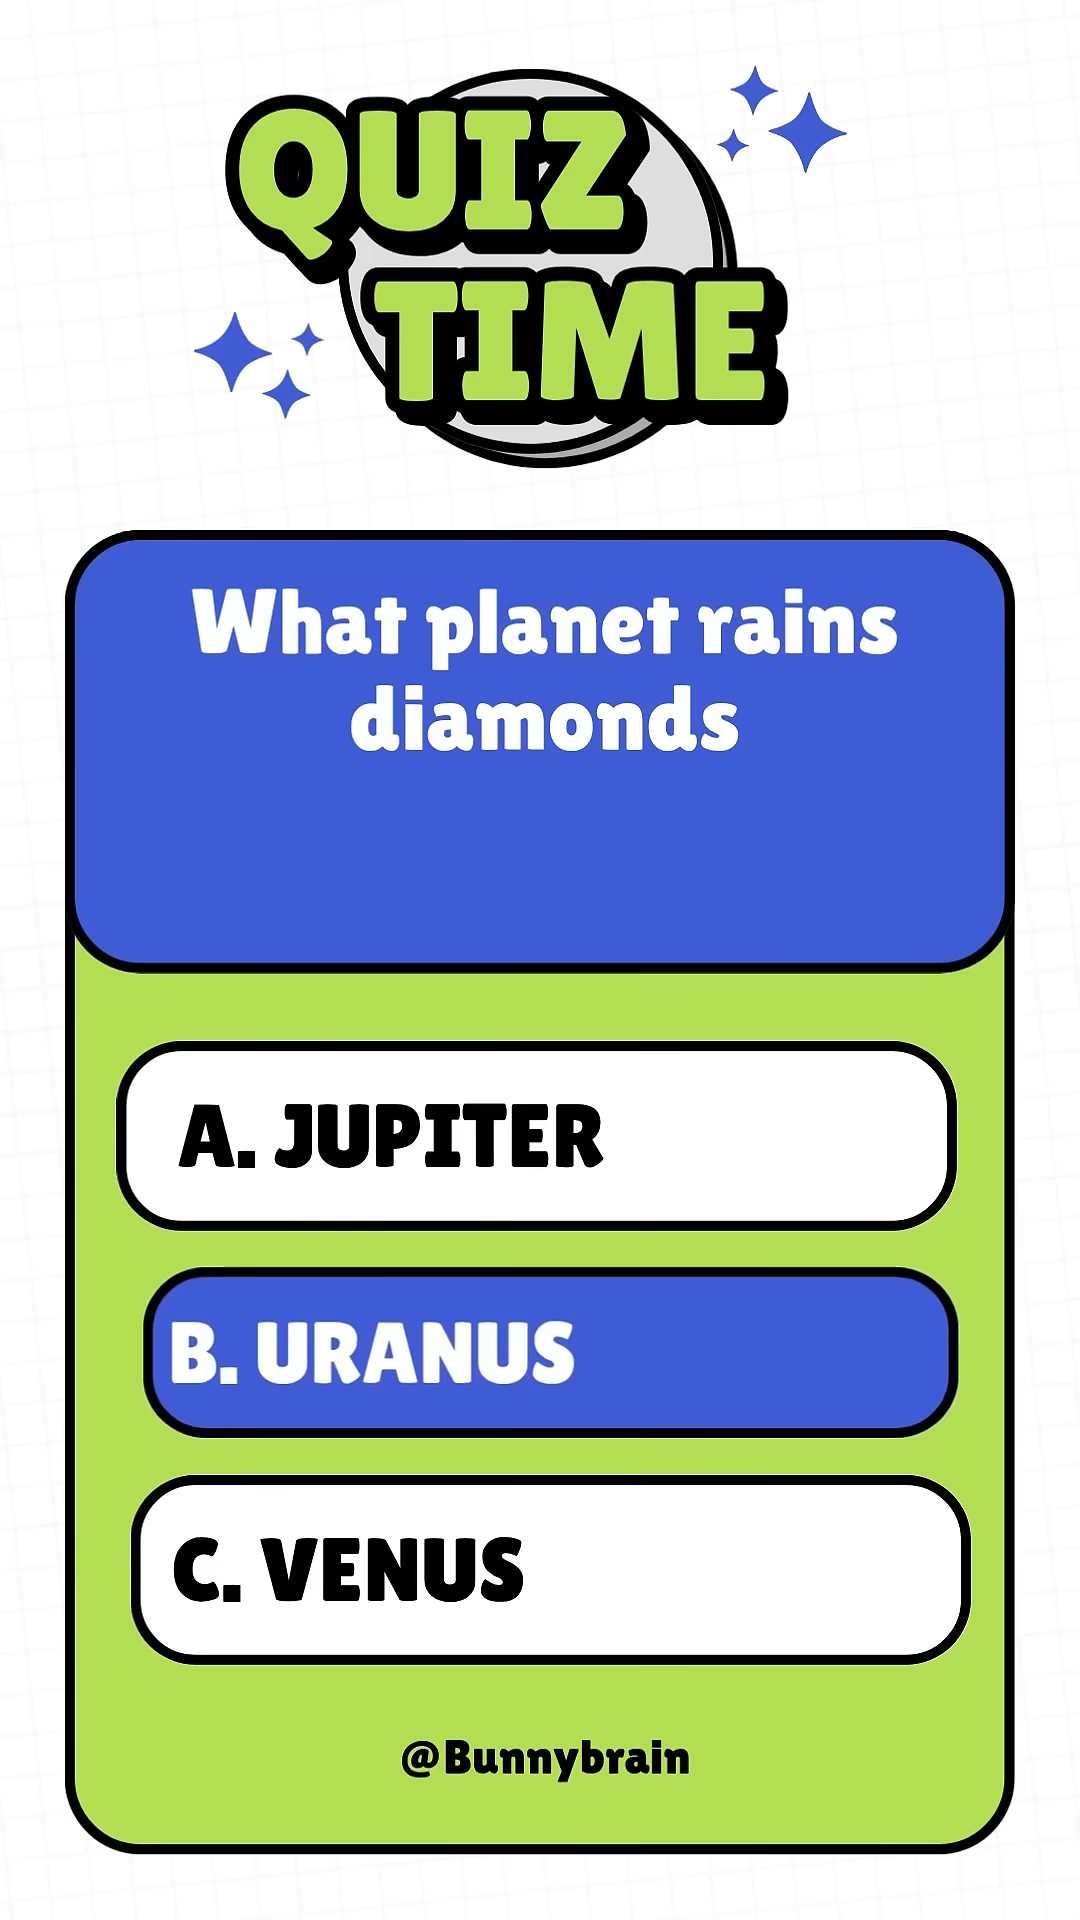 QUIZ
TIME
What planet rains
diamonds
A. JUPITER
B. URANUS
C. VENUS
@Bunnybrain